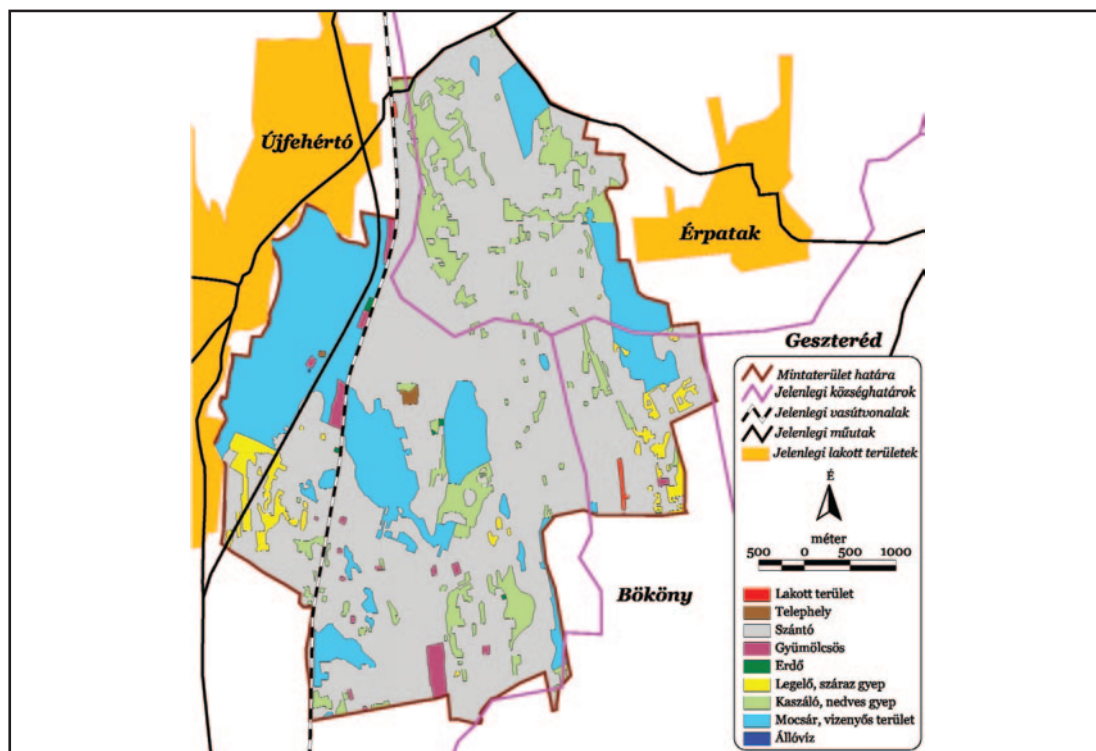 Újfehértó
Érpatak
Geszteréd
Bököny
Mintaterület határa
Jelenlegi községhatárok
Jelenlegi vasútvonalak
Jelenlegi műutak
Jelenlegi lakott területek
É
méter
500 0 500 1000
Lakott terület
Telephely
Szántó
Gyümölcsös
Erdő
Legelő, száraz gyep
Kaszáló, nedves gyep
Mocsár, vizenyős terület
Állóvíz